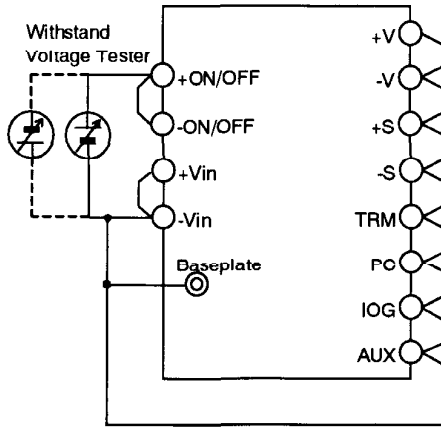 Withstand
Voltage Tester
+ON/OFF
-ON/OFF
+Vin
-Vin
Baseplate
+V
-V
+S
-S
TRM
PC
IOG
AUX